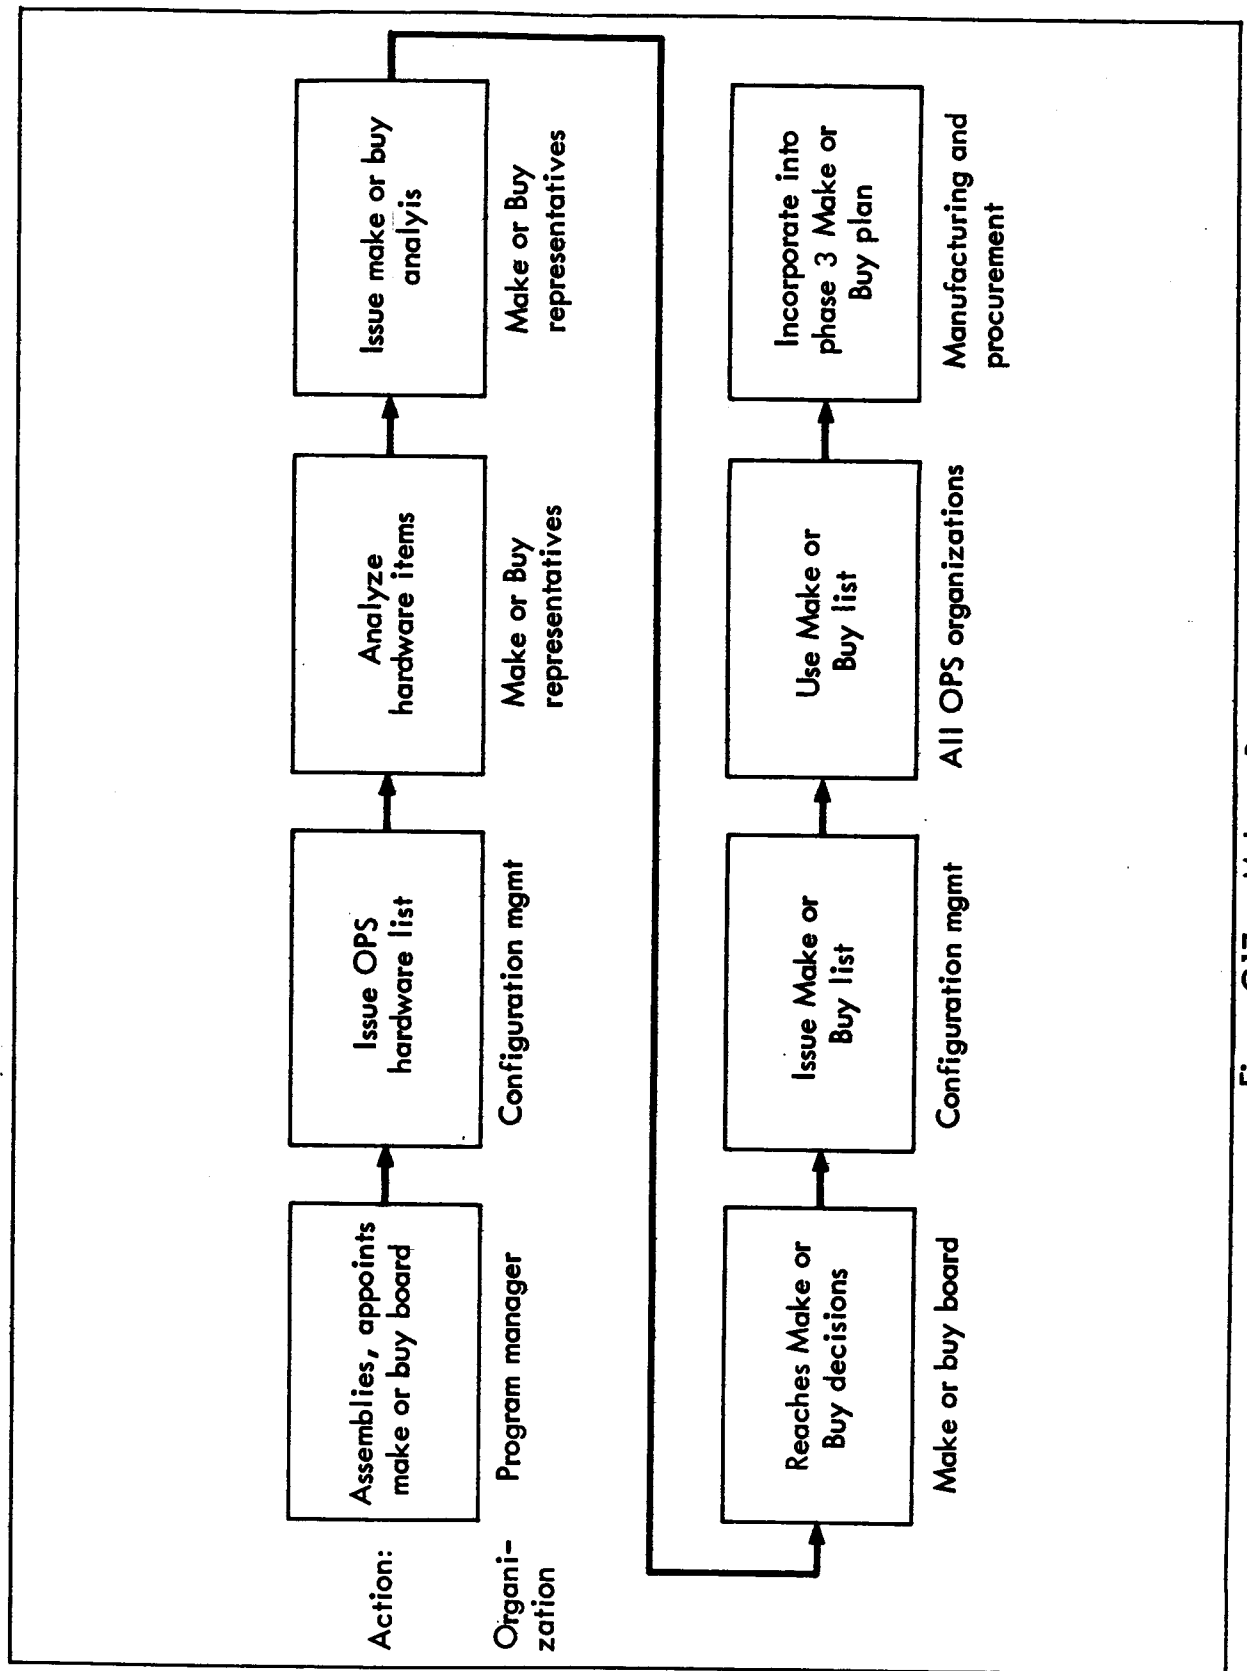 Action:
Assemblies, appoints
make or buy board
Issue OPS
hardware list
Analyze
hardware items
Issue make or buy
analyis
Organi-
zation
Program manager
Configuration mgmt
Make or Buy
representatives
Make or Buy
representatives
Reaches Make or
Buy decisions
Issue Make or
Buy list
Use Make or
Buy list
Incorporate into
phase 3 Make or
Buy plan
Make or buy board
Configuration mgmt
All OPS organizations
Manufacturing and
procurement